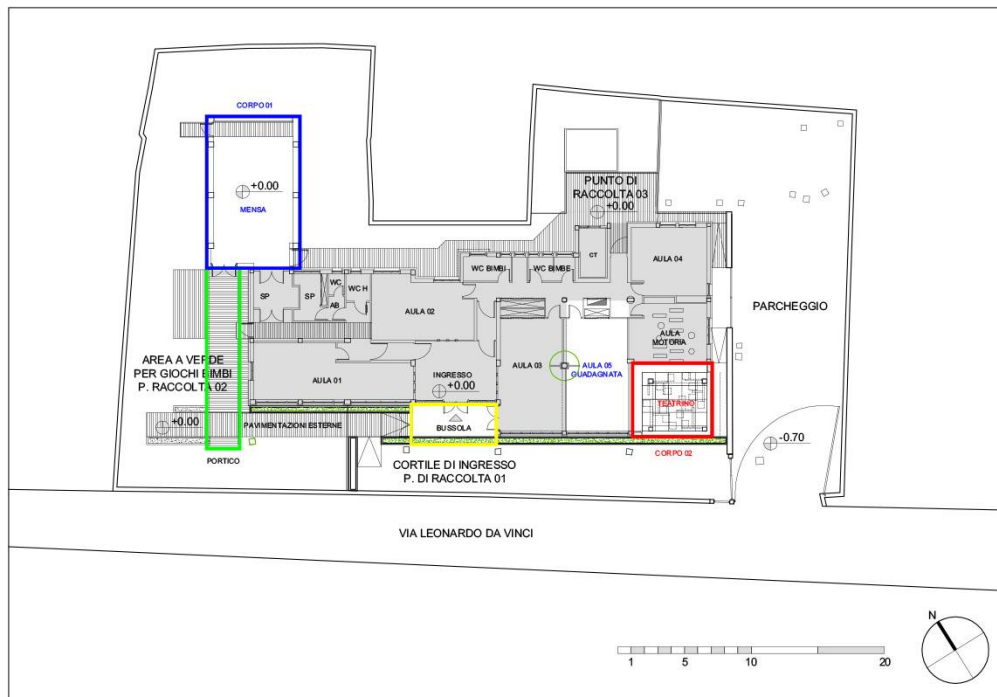 CORPO 01
+0.00
MENSA
PUNTO DI
RACCOLTA 03
+0.00
CT
AULA 04
WC BIMBI
WC BIMBE
SP
SP
WC
AB
WC H
AULA 02
PARCHEGGIO
AREA A VERDE
PER GIOCHI BIMBI
P. RACCOLTA 02
AULA 01
INGRESSO
+0.00
AULA 03
AULA 05
GUADAGNATA
AULA
MOTORIA
TEATRINO
+0.00
PAVIMENTAZIONI ESTERNE
BUSSOLA
-0.70
PORTICO
CORTILE DI INGRESSO
P. DI RACCOLTA 01
CORPO 02
VIA LEONARDO DA VINCI
N
1 5 10 20